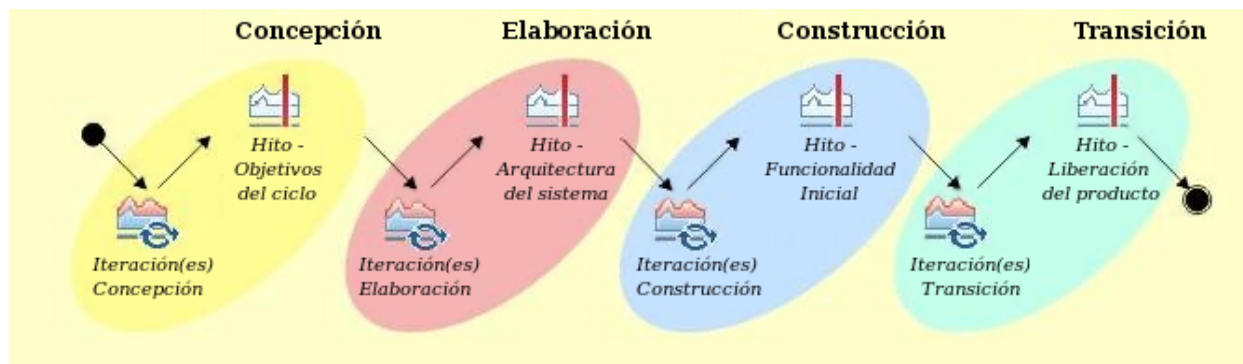 Concepción
Elaboración
Construcción
Transición
Hito -
Objetivos
del ciclo
Hito -
Arquitectura
del sistema
Hito -
Funcionalidad
Inicial
Hito -
Liberación
del producto
Iteración(es)
Concepción
Iteración(es)
Elaboración
Iteración(es)
Construcción
Iteración(es)
Transición